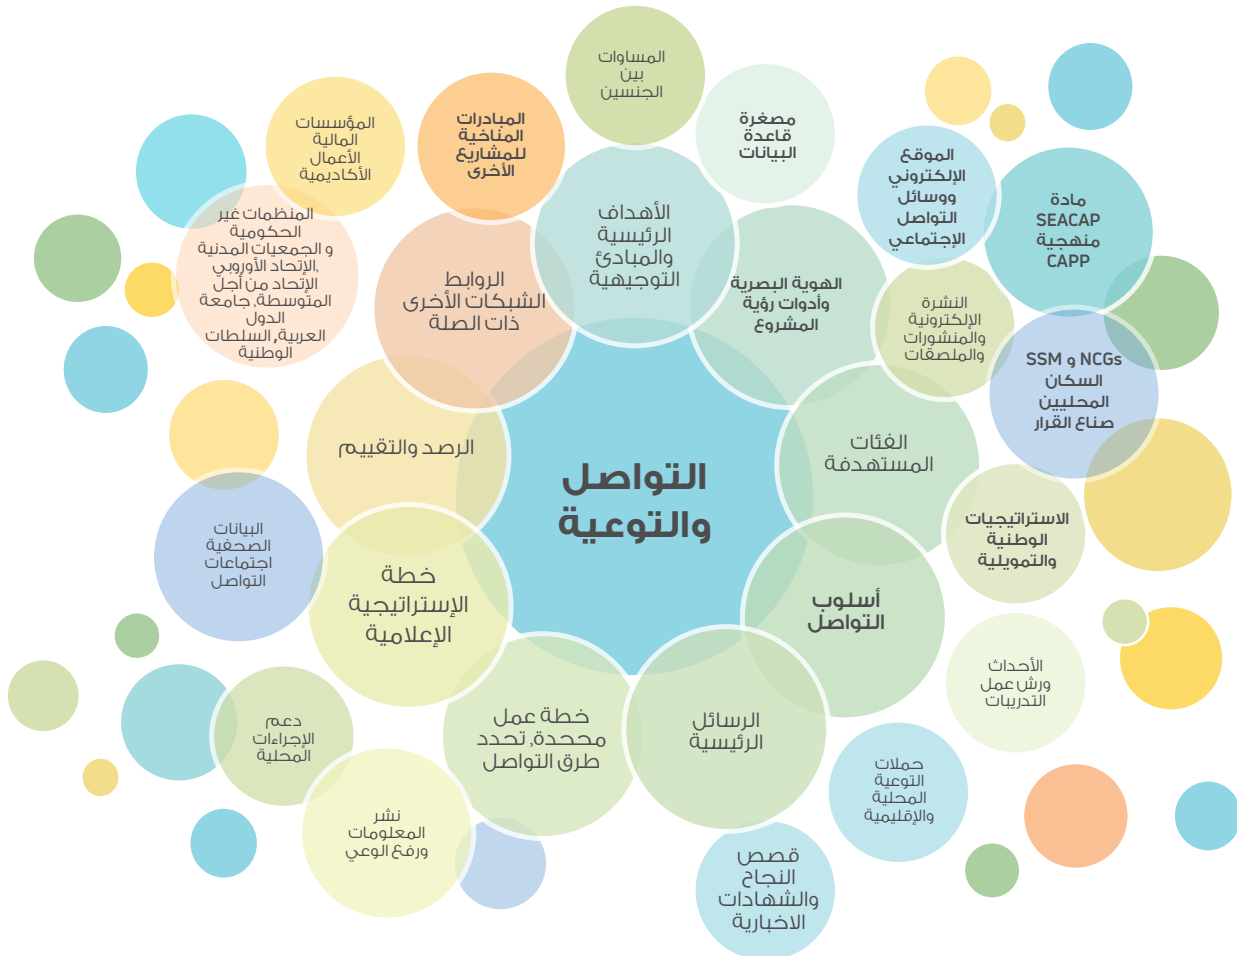 المساوات
بين
الجنسين
مصغرة
قاعدة
البيانات
المبادرات
المناخية
للمشاريع
الأخرى
المؤسسات
المالية
الأعمال
الأكاديمية
المنظمات غير
الحكومية
و الجمعيات المدنية
,الإتحاد الأوروبي
الإتحاد من أجل
المتوسطة, جامعة
الدول
العربية, السلطات
الوطنية
الموقع
الإلكتروني
ووسائل
التواصل
الإجتماعي
مادة
SEACAP
منهجية
CAPP
الأهداف
الرئيسية
والمبادئ
التوجيهية
الهوية البصرية
وأدوات رؤية
المشروع
الروابط
الشبكات الأخرى
ذات الصلة
النشرة
الإلكترونية
والمنشورات
والملصقات
NCGs و SSM
السكان
المحليين
صناع القرار
الرصد والتقييم
الفئات
المستهدفة
التواصل
والتوعية
الاستراتيجيات
الوطنية
والتمويلية
البيانات
الصحفية
اجتماعات
التواصل
خطة
الإستراتيجية
الإعلامية
أسلوب
التواصل
الأحداث
ورش عمل
التدريبات
دعم
الإجراءات
المحلية
خطة عمل
مححدة, تحدد
طرق التواصل
الرسائل
الرئيسية
حملات
التوعية
المحلية
والإقليمية
نشر
المعلومات
ورفع الوعي
قصص
النجاح
والشهادات
الاخبارية